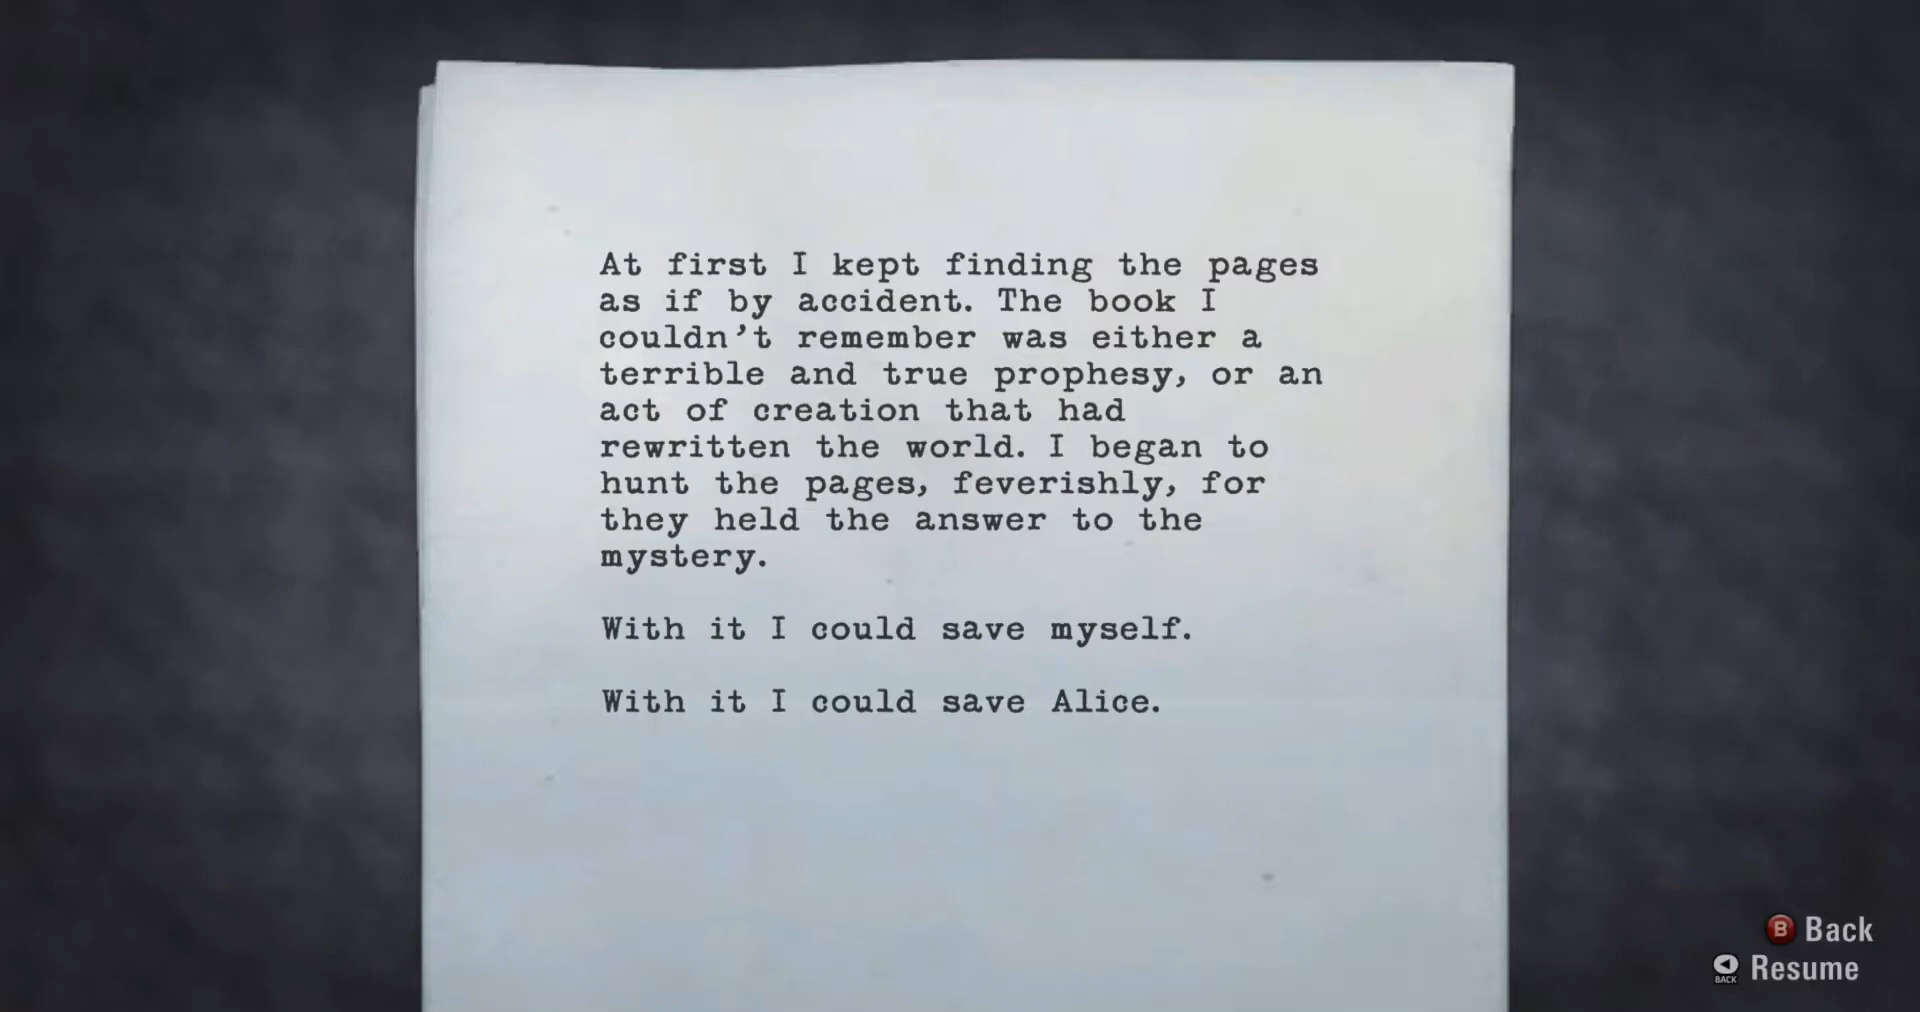 At first I kept finding the pages
as if by accident. The book I
couldn't remember was either a
terrible and true prophesy, or an
act of creation that had
rewritten the world. I began to
hunt the pages, feverishly, for
they held the answer to the
mystery.
With it I could save myself.
With it I could save Alice.
B Back
BACK Resume